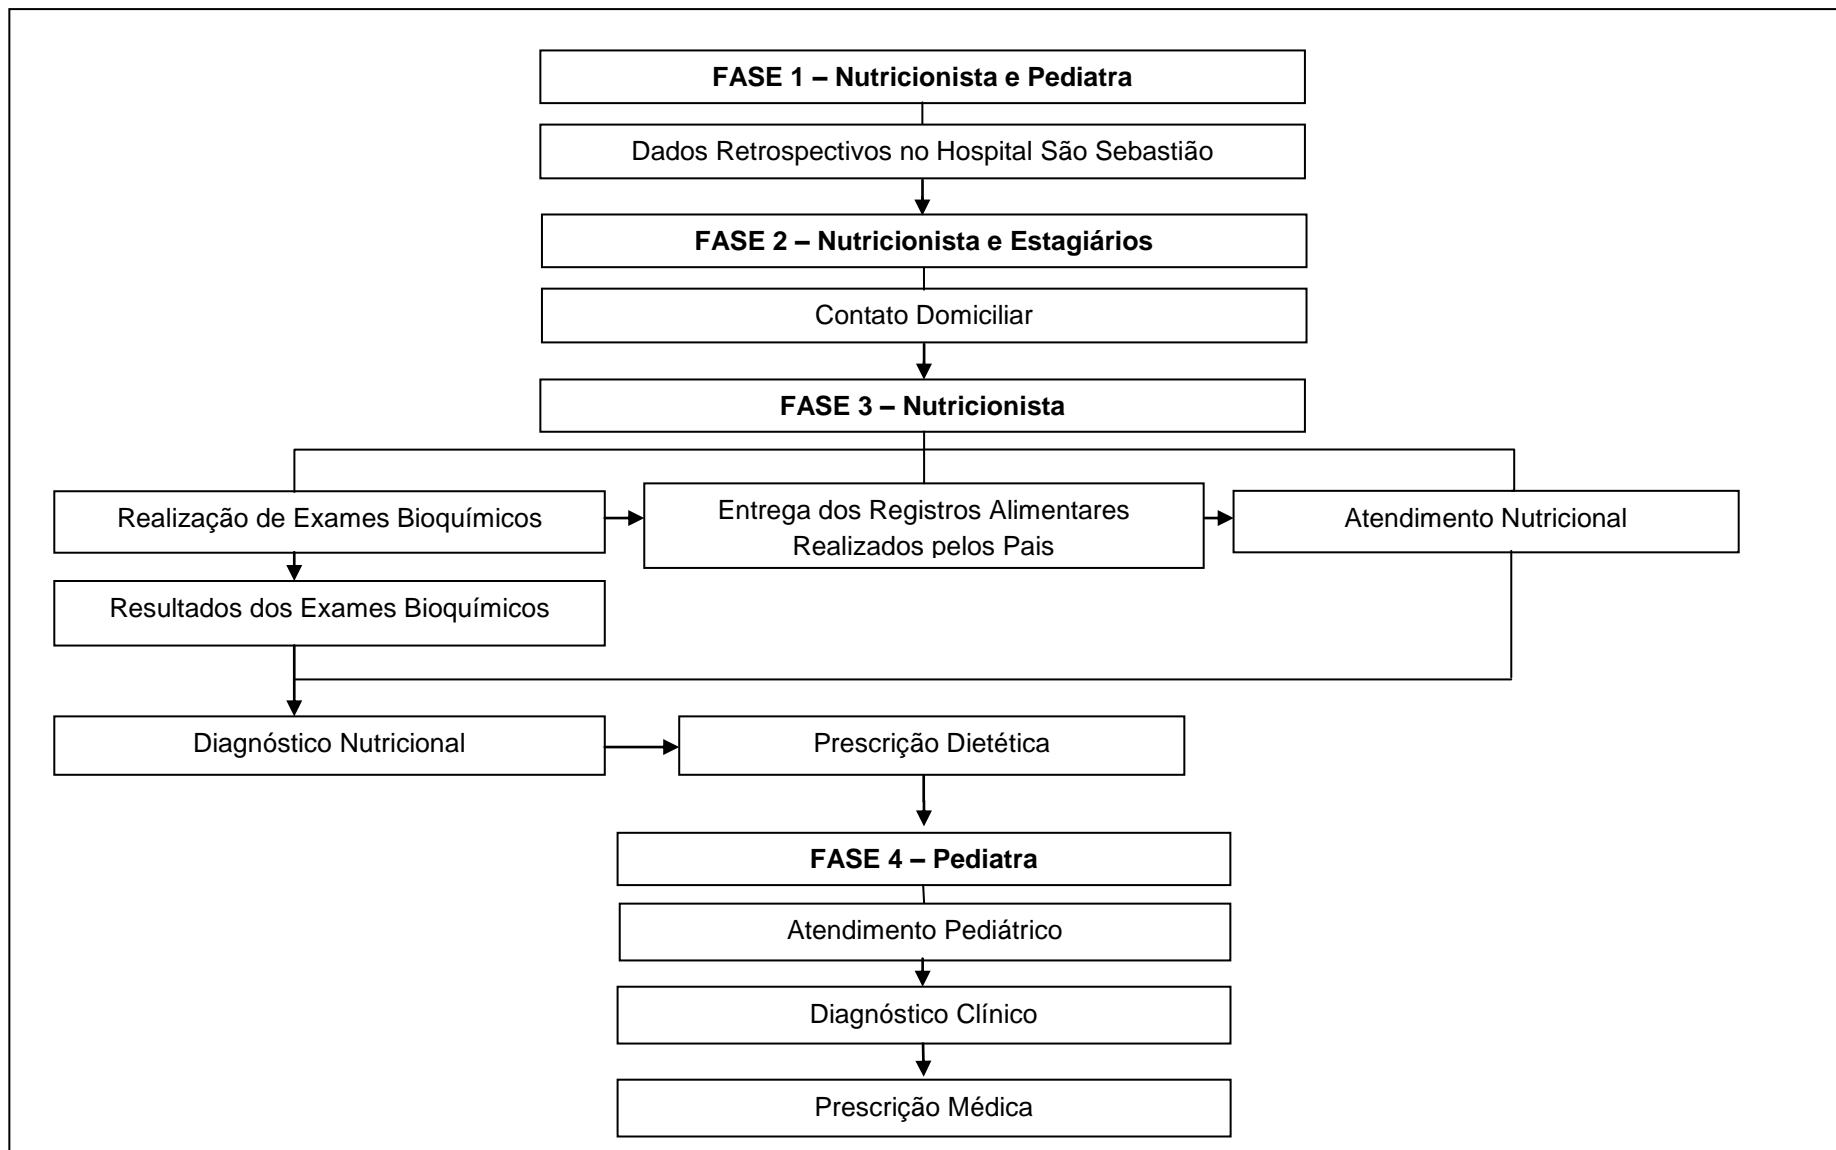 FASE 1 – Nutricionista e Pediatra
Dados Retrospectivos no Hospital São Sebastião
FASE 2 – Nutricionista e Estagiários
Contato Domiciliar
FASE 3 – Nutricionista
Realização de Exames Bioquímicos
Entrega dos Registros Alimentares
Realizados pelos Pais
Atendimento Nutricional
Resultados dos Exames Bioquímicos
Diagnóstico Nutricional
Prescrição Dietética
FASE 4 – Pediatra
Atendimento Pediátrico
Diagnóstico Clínico
Prescrição Médica